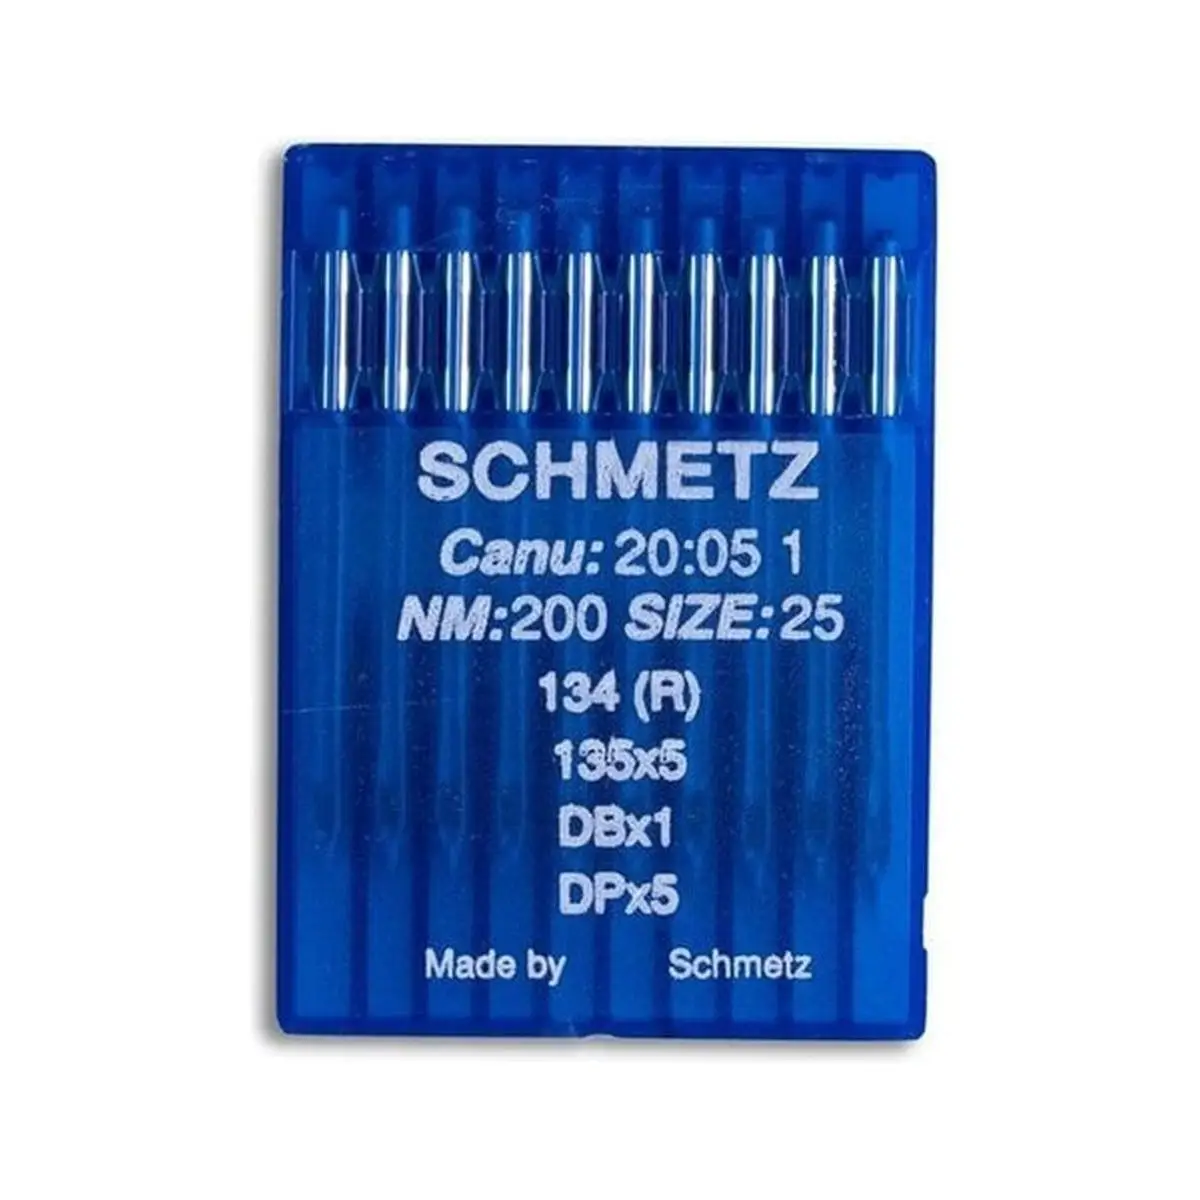 SCHMETZ
Canu: 20:05 1
NM:200 SIZE:25
134 (R)
135x5
DBx1
DPx5
Made by Schmetz